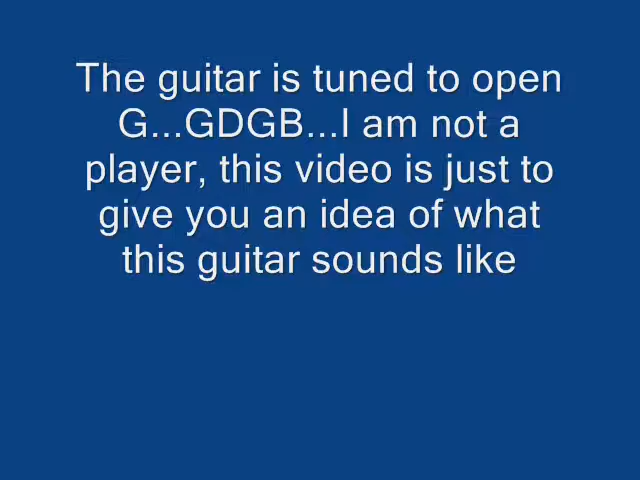 The guitar is tuned to open
G...GDGB...I am not a
player, this video is just to
give you an idea of what
this guitar sounds like